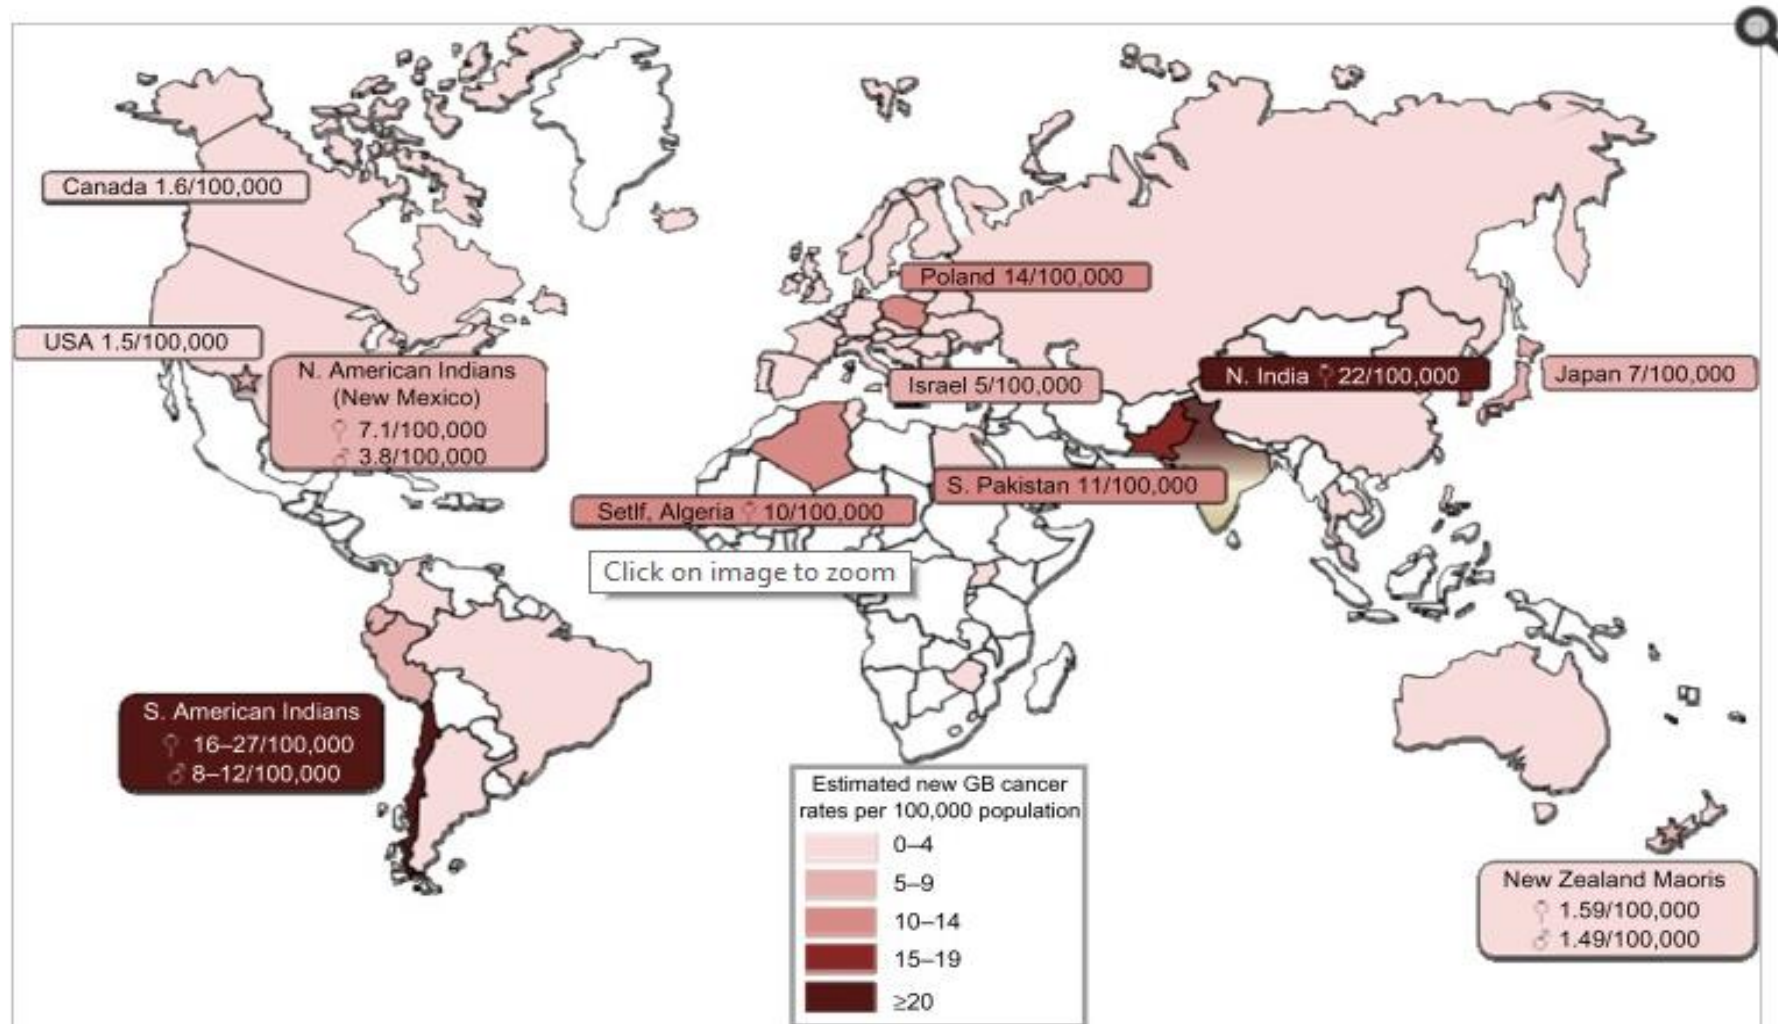 Canada 1.6/100,000
USA 1.5/100,000
N. American Indians
(New Mexico)
♀ 7.1/100,000
♂ 3.8/100,000
Poland 14/100,000
Israel 5/100,000
N. India ♀ 22/100,000
Japan 7/100,000
S. Pakistan 11/100,000
Setlf, Algeria ♀ 10/100,000
Click on image to zoom
S. American Indians
♀ 16–27/100,000
♂ 8–12/100,000
Estimated new GB cancer
rates per 100,000 population
0–4
5–9
10–14
15–19
≥20
New Zealand Maoris
♀ 1.59/100,000
♂ 1.49/100,000